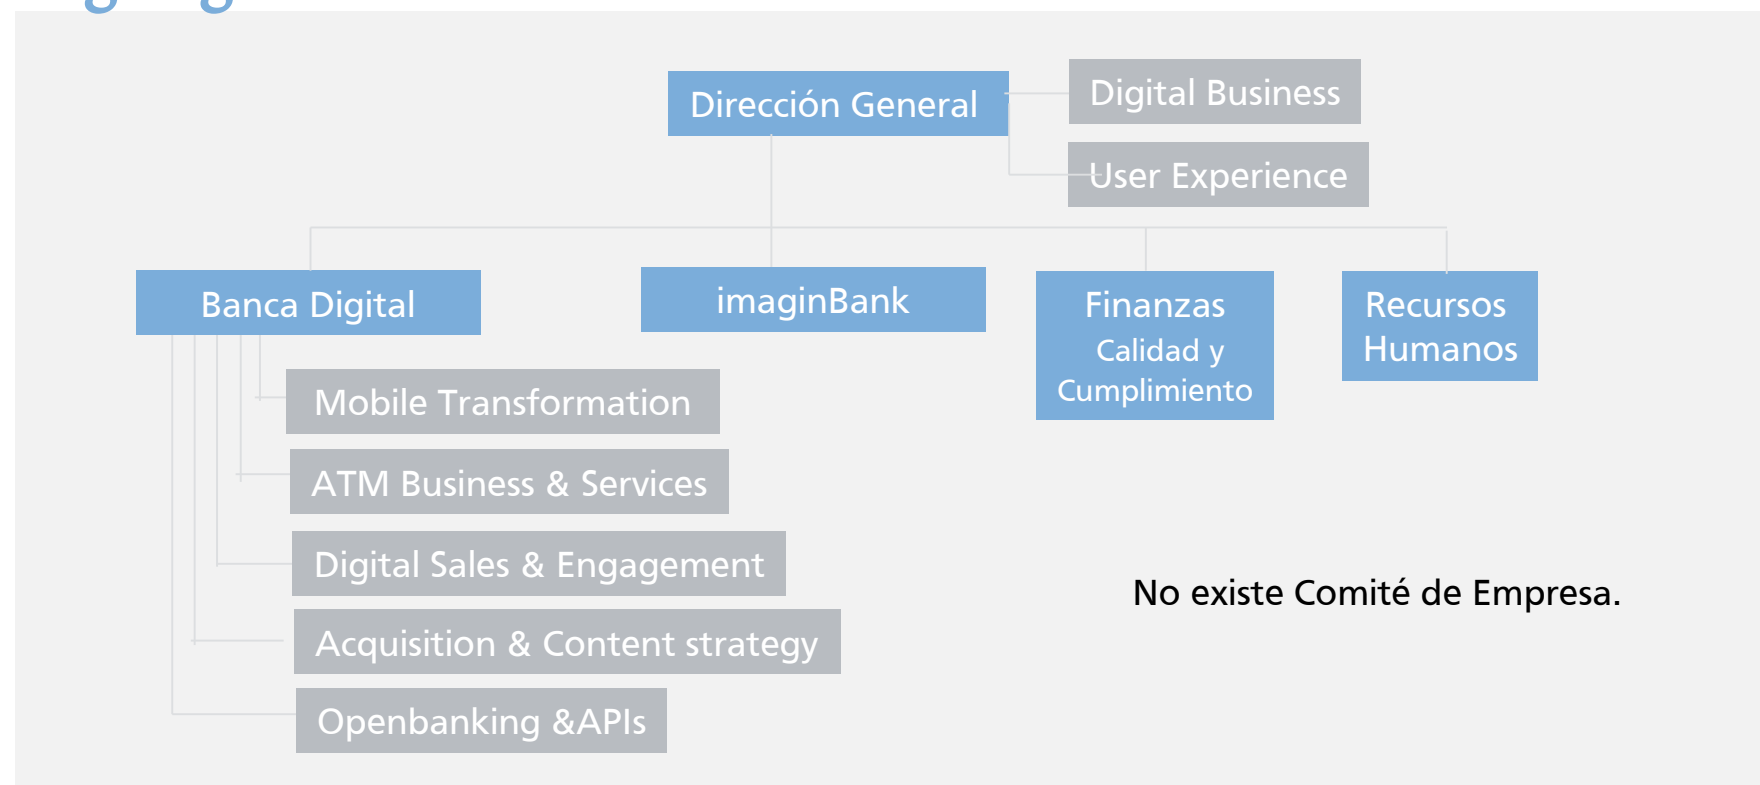 Dirección General
Digital Business
User Experience
Banca Digital
imaginBank
Finanzas
Calidad y
Cumplimiento
Recursos
Humanos
Mobile Transformation
ATM Business & Services
Digital Sales & Engagement
Acquisition & Content strategy
Openbanking &APIs
No existe Comité de Empresa.